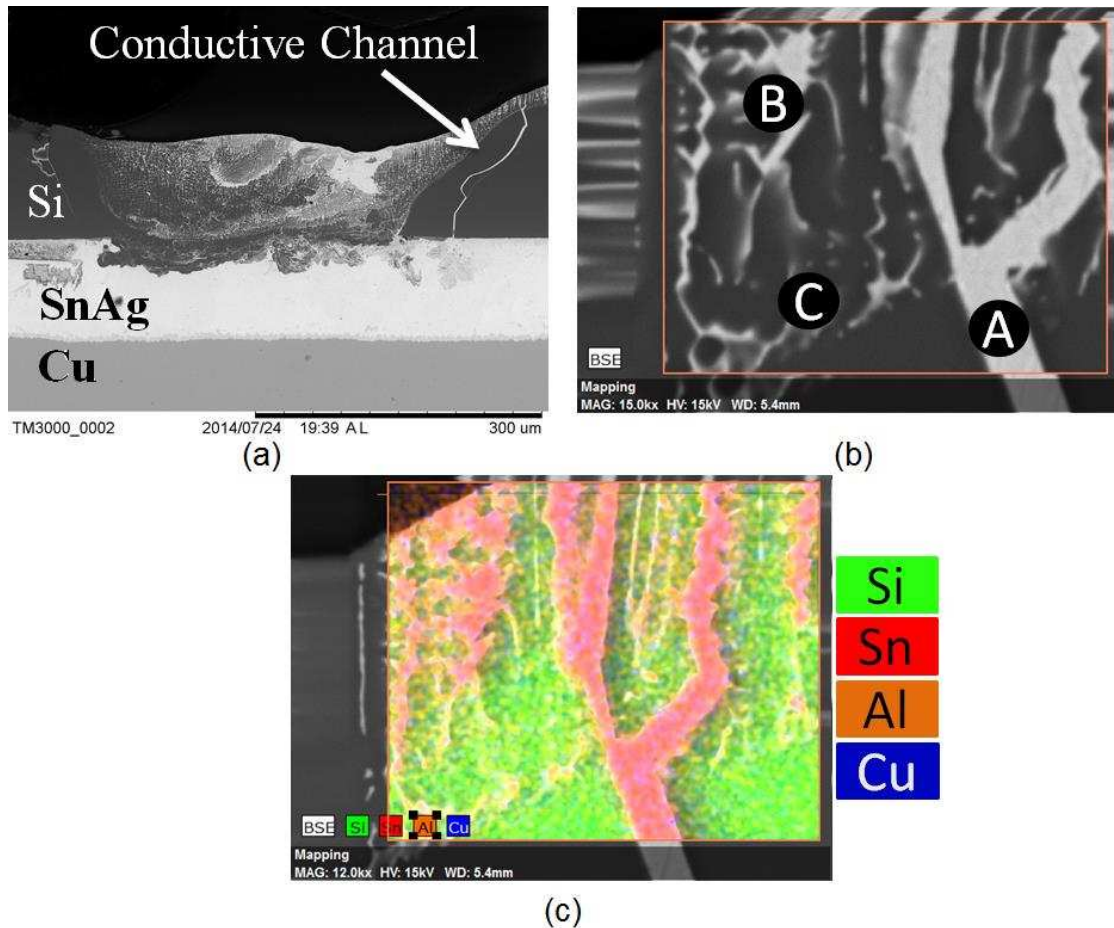 Conductive Channel
Si
SnAg
Cu
TM3000_0002 2014/07/24 19:39 A L 300 um
(a)
B
C
A
BSE
Mapping
MAG: 15.0kx HV: 15kV WD: 5.4mm
(b)
Si
Sn
Al
Cu
BSE Si Sn Al Cu
Mapping
MAG: 12.0kx HV: 15kV WD: 5.4mm
(c)